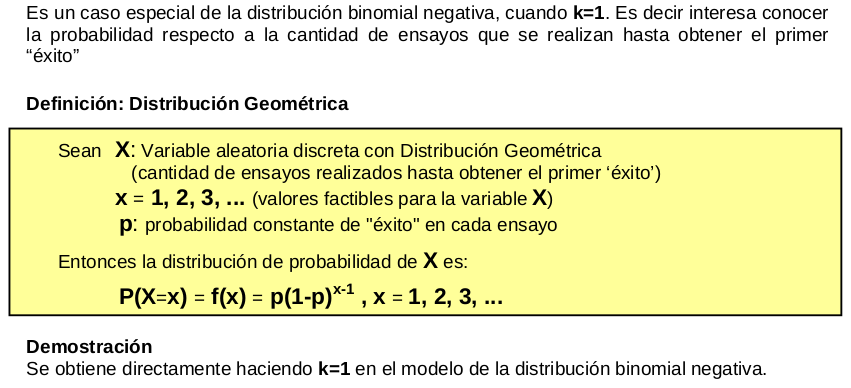 Es un caso especial de la distribución binomial negativa, cuando k=1. Es decir interesa conocer
la probabilidad respecto a la cantidad de ensayos que se realizan hasta obtener el primer
“éxito”
Definición: Distribución Geométrica
Sean X: Variable aleatoria discreta con Distribución Geométrica
(cantidad de ensayos realizados hasta obtener el primer ‘éxito’)
x = 1, 2, 3, ... (valores factibles para la variable X)
p: probabilidad constante de "éxito" en cada ensayo
Entonces la distribución de probabilidad de X es:
P(X=x) = f(x) = p(1-p)^{x-1} , x = 1, 2, 3, ...
Demostración
Se obtiene directamente haciendo k=1 en el modelo de la distribución binomial negativa.